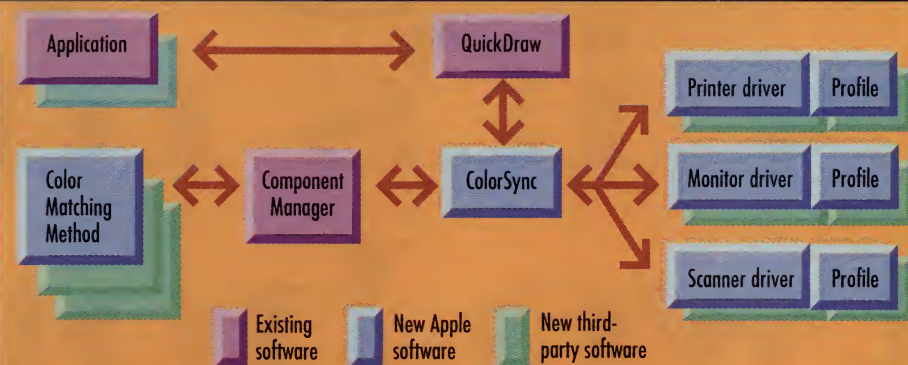 Application
QuickDraw
Printer driver
Profile
Color
Matching
Method
Component
Manager
ColorSync
Monitor driver
Profile
Scanner driver
Profile
Existing
software
New Apple
software
New third-
party software